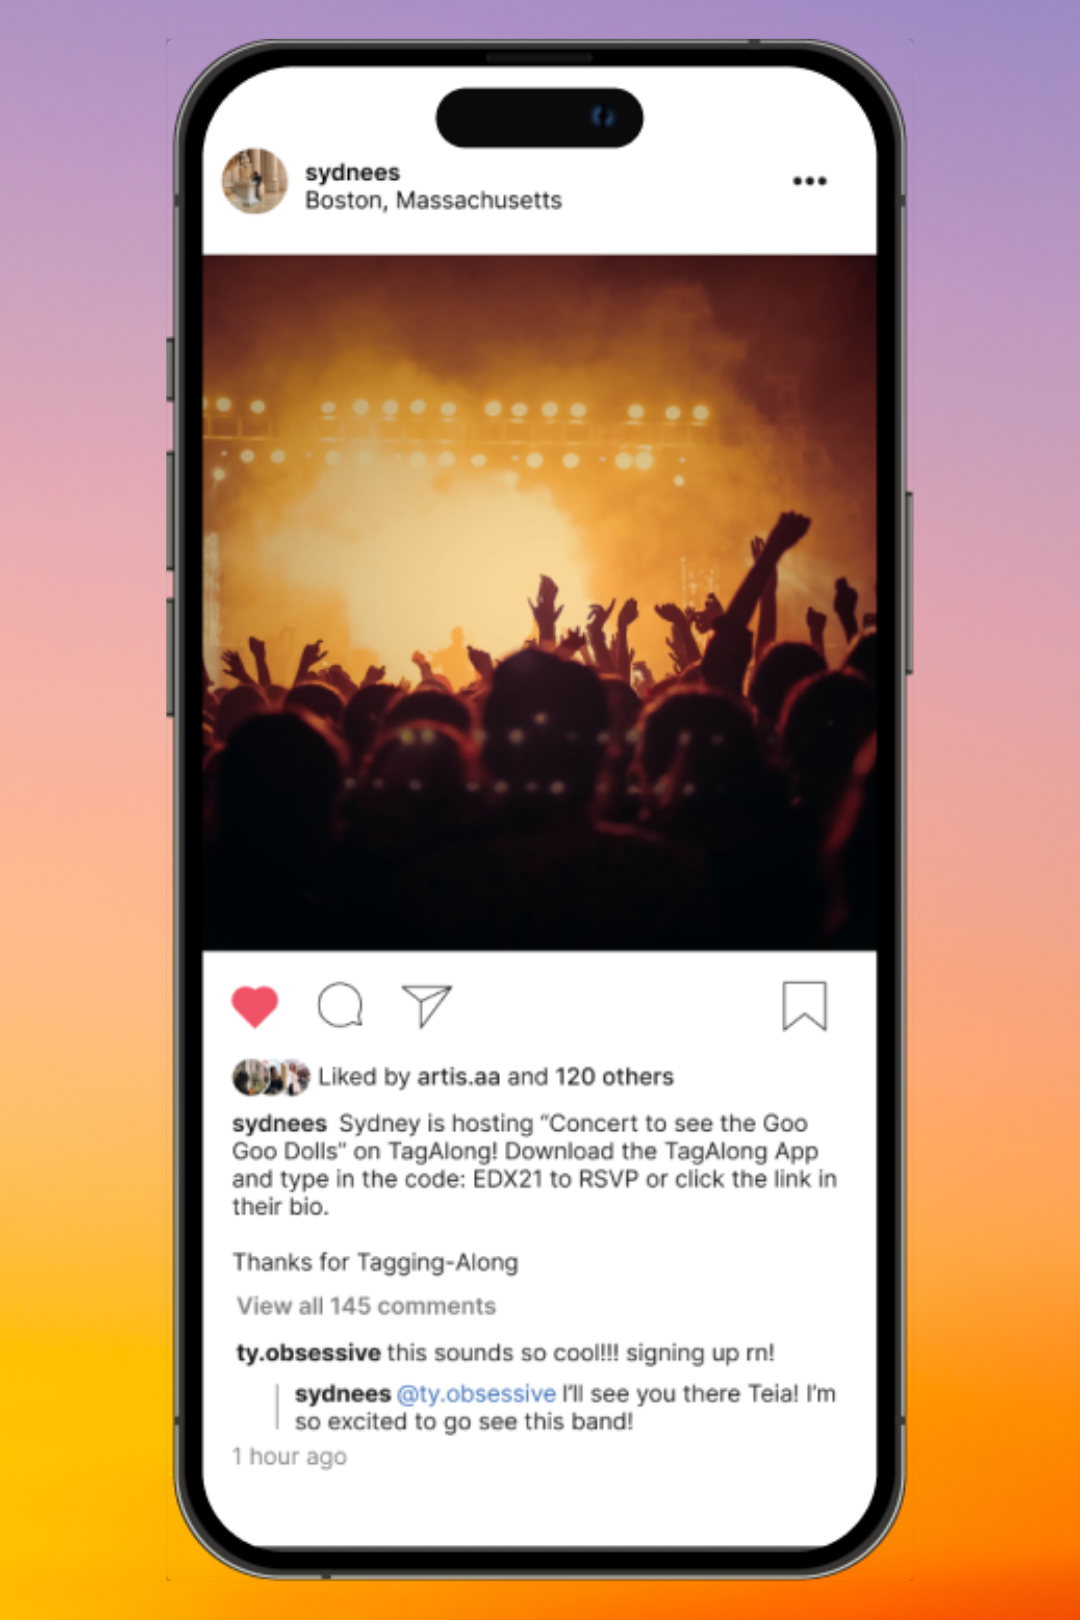 sydnees
Boston, Massachusetts
Liked by artis.aa and 120 others
sydnees Sydney is hosting “Concert to see the Goo
Goo Dolls” on TagAlong! Download the TagAlong App
and type in the code: EDX21 to RSVP or click the link in
their bio.
Thanks for Tagging-Along
View all 145 comments
ty.obsessive this sounds so cool!!! signing up rn!
sydnees @ty.obsessive I’ll see you there Teia! I’m
so excited to go see this band!
1 hour ago